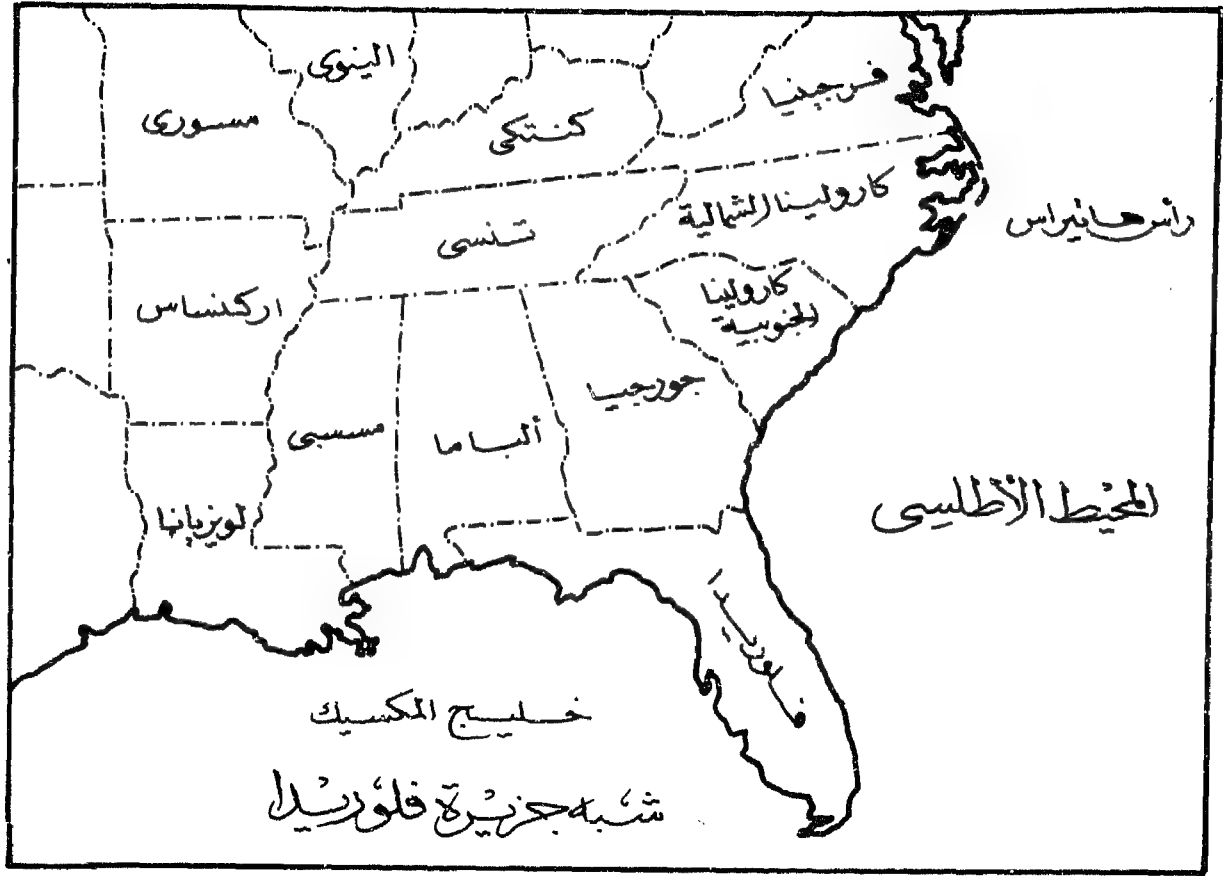 الينوى
فرجينيا
مسورى
كنتكى
كارولينا الشمالية
رأس هاتيراس
تنسى
كارولينا
الجنوبية
اركنساس
جورجيا
مسسبى
ألباما
لويزيانا
المحيط الأطلسى
فلوريدا
خليج المكسيك
شبه جزيرة فلوريدا